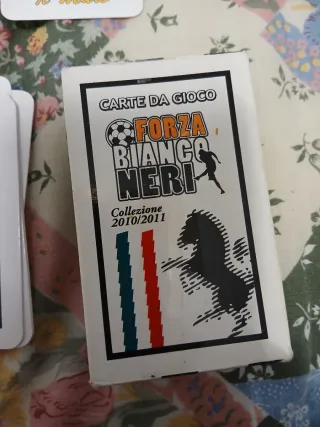 CARTE DA GIOCO
FORZA
BIANCO
NERI
Collezione
2010/2011